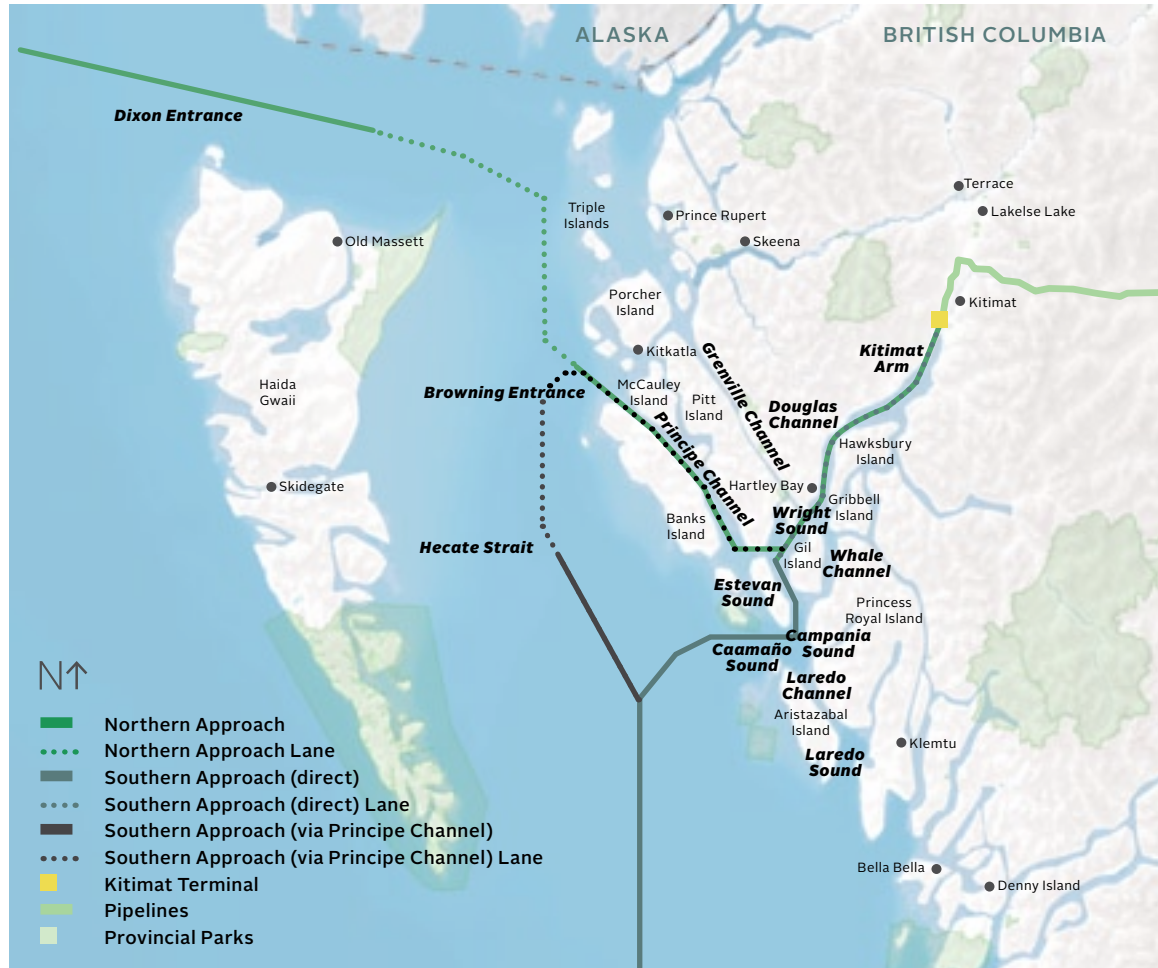 ALASKA
BRITISH COLUMBIA
Dixon Entrance
Terrace
Lakelse Lake
Triple
Islands
Prince Rupert
Skeena
Old Massett
Porcher
Island
Kitimat
Kitkatla
Grenville Channel
Kitimat
Arm
Haida
Gwaii
Browning Entrance
McCauley
Island
Pitt
Island
Principe Channel
Douglas
Channel
Hawksbury
Island
Skidegate
Hartley Bay
Gribbell
Island
Banks
Island
Wright
Sound
Hecate Strait
Gil
Island
Whale
Channel
Estevan
Sound
Princess
Royal Island
Caamaño
Sound
Campania
Sound
Laredo
Channel
Aristazabal
Island
Klemtu
Laredo
Sound
Bella Bella
Denny Island
N↑
Northern Approach
Northern Approach Lane
Southern Approach (direct)
Southern Approach (direct) Lane
Southern Approach (via Principe Channel)
Southern Approach (via Principe Channel) Lane
Kitimat Terminal
Pipelines
Provincial Parks